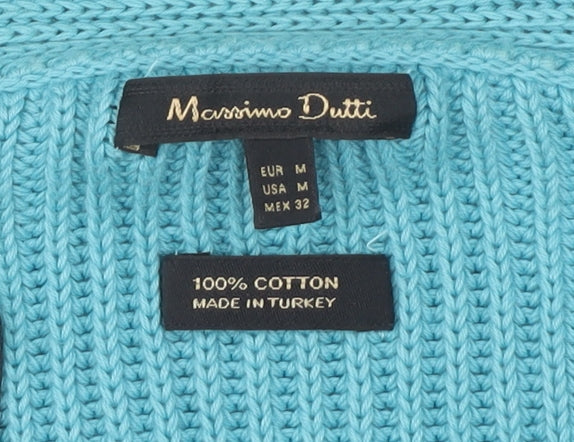 Massimo Dutti
EUR M
USA M
MEX 32
100% COTTON
MADE IN TURKEY